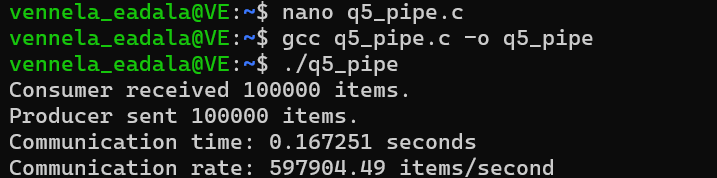 vennela_eadala@VE:~$ nano q5_pipe.c
vennela_eadala@VE:~$ gcc q5_pipe.c -o q5_pipe
vennela_eadala@VE:~$ ./q5_pipe
Consumer received 100000 items.
Producer sent 100000 items.
Communication time: 0.167251 seconds
Communication rate: 597904.49 items/second